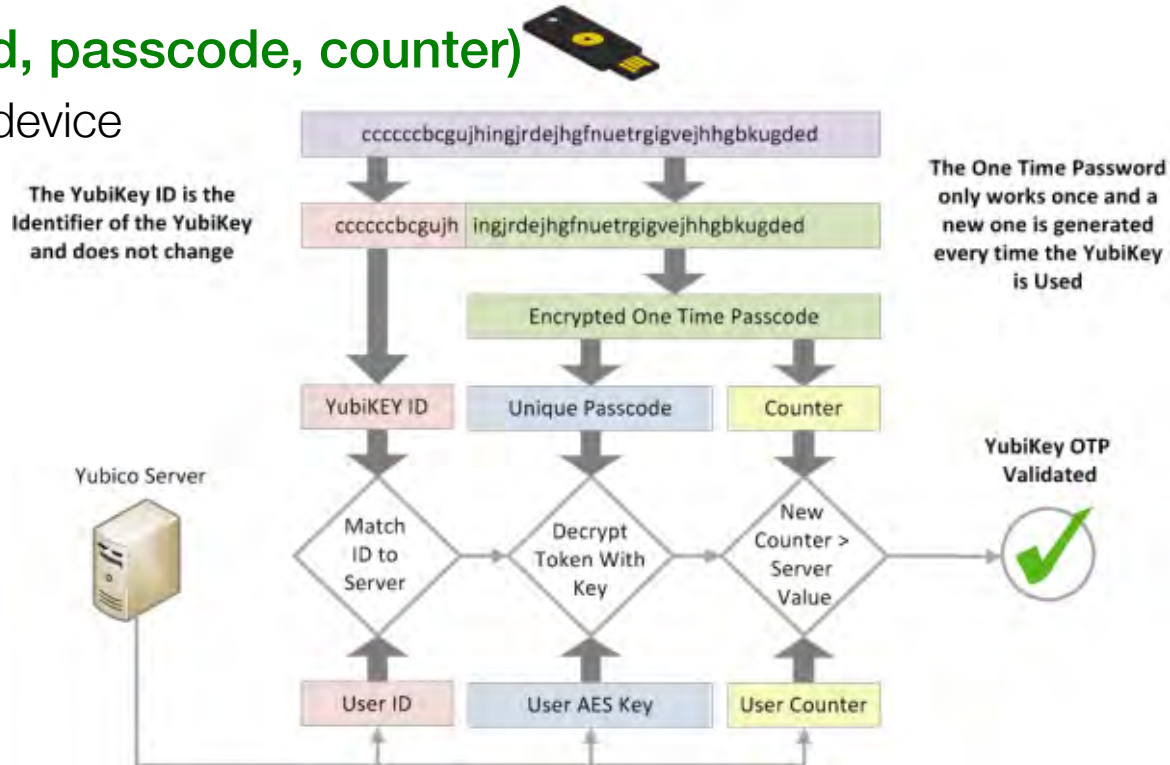 d, passcode, counter)
device
The YubiKey ID is the
Identifier of the YubiKey
and does not change
ccccccbcgujhingjrdejhgfnuetrgigvejhhgbkugded
ccccccbcgujh ingjrdejhgfnuetrgigvejhhgbkugded
The One Time Password
only works once and a
new one is generated
every time the YubiKey
is Used
Encrypted One Time Passcode
YubiKEY ID
Unique Passcode
Counter
Yubico Server
Match
ID to
Server
Decrypt
Token With
Key
New
Counter >
Server
Value
YubiKey OTP
Validated
User ID
User AES Key
User Counter